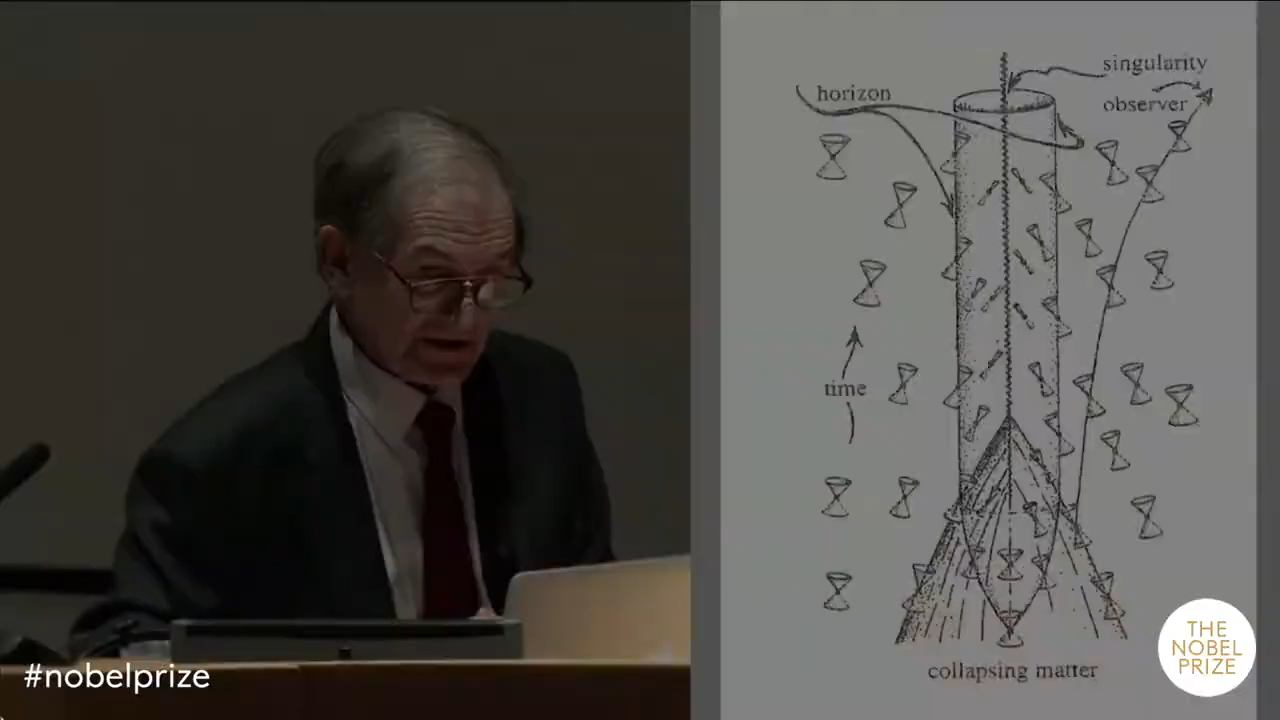 singularity
horizon
observer
time
collapsing matter
#nobelprize
THE
NOBEL
PRIZE